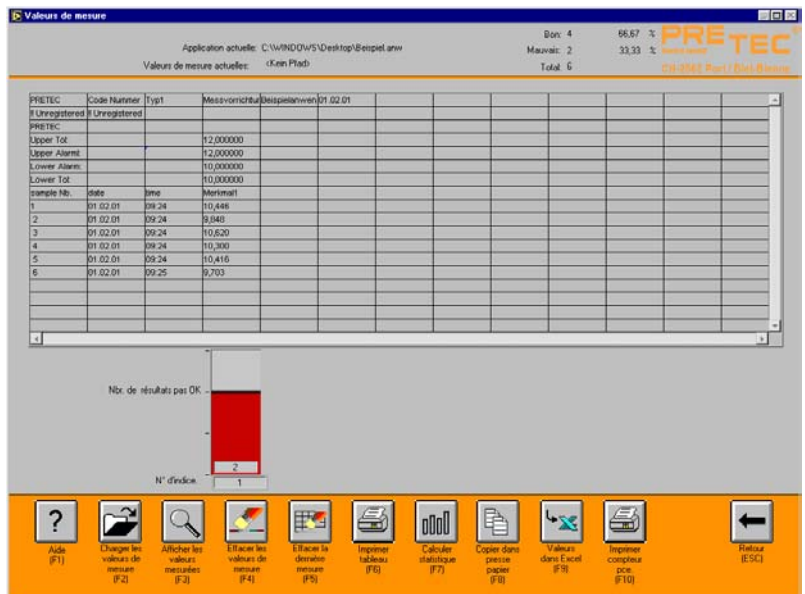 Valeurs de mesure
Application actuelle: C:\WINDOWS\Desktop\Beispiel.anw
Valeurs de mesure actuelles: <Kein Pfad>
Bon: 4 66,67 %
Mauvais: 2 33,33 %
Total: 6
PRETEC
CH-2562 Port / Biel-Bienne
PRETEC Code Nummer Typ1 Messvorrichtu Beispielanwen 01.02.01
!! Unregistered !! Unregistered
PRETEC
Upper Tol: 12,000000
Upper Alarm: 12,000000
Lower Alarm: 10,000000
Lower Tol: 10,000000
sample Nb. date time Merkmal1
1 01.02.01 09:24 10,446
2 01.02.01 09:24 9,848
3 01.02.01 09:24 10,620
4 01.02.01 09:24 10,300
5 01.02.01 09:24 10,416
6 01.02.01 09:25 9,703
Nbr. de résultats pas OK
2
N° d'indice. 1
Aide
(F1)
Charger les
valeurs de
mesure
(F2)
Afficher les
valeurs
mesurées
(F3)
Effacer les
valeurs de
mesure
(F4)
Effacer la
dernière
mesure
(F5)
Imprimer
tableau
(F6)
Calculer
statistique
(F7)
Copier dans
presse
papier
(F8)
Valeurs
dans Excel
(F9)
Imprimer
compteur
pce.
(F10)
Retour
(ESC)